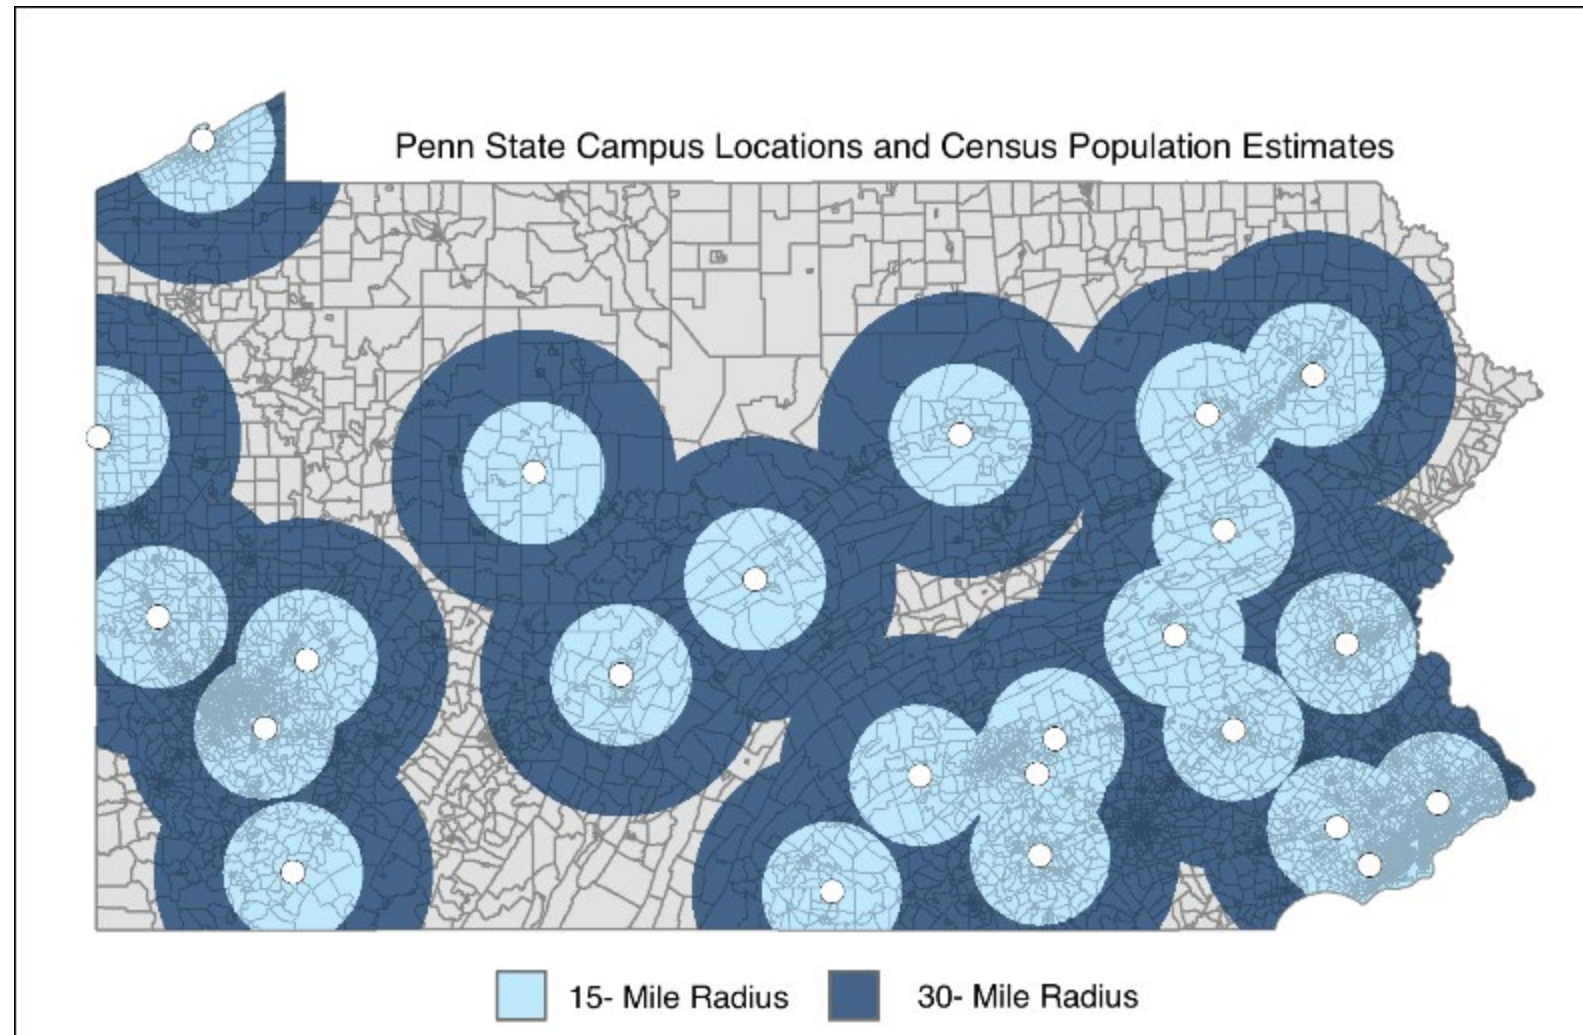 Penn State Campus Locations and Census Population Estimates
15- Mile Radius
30- Mile Radius